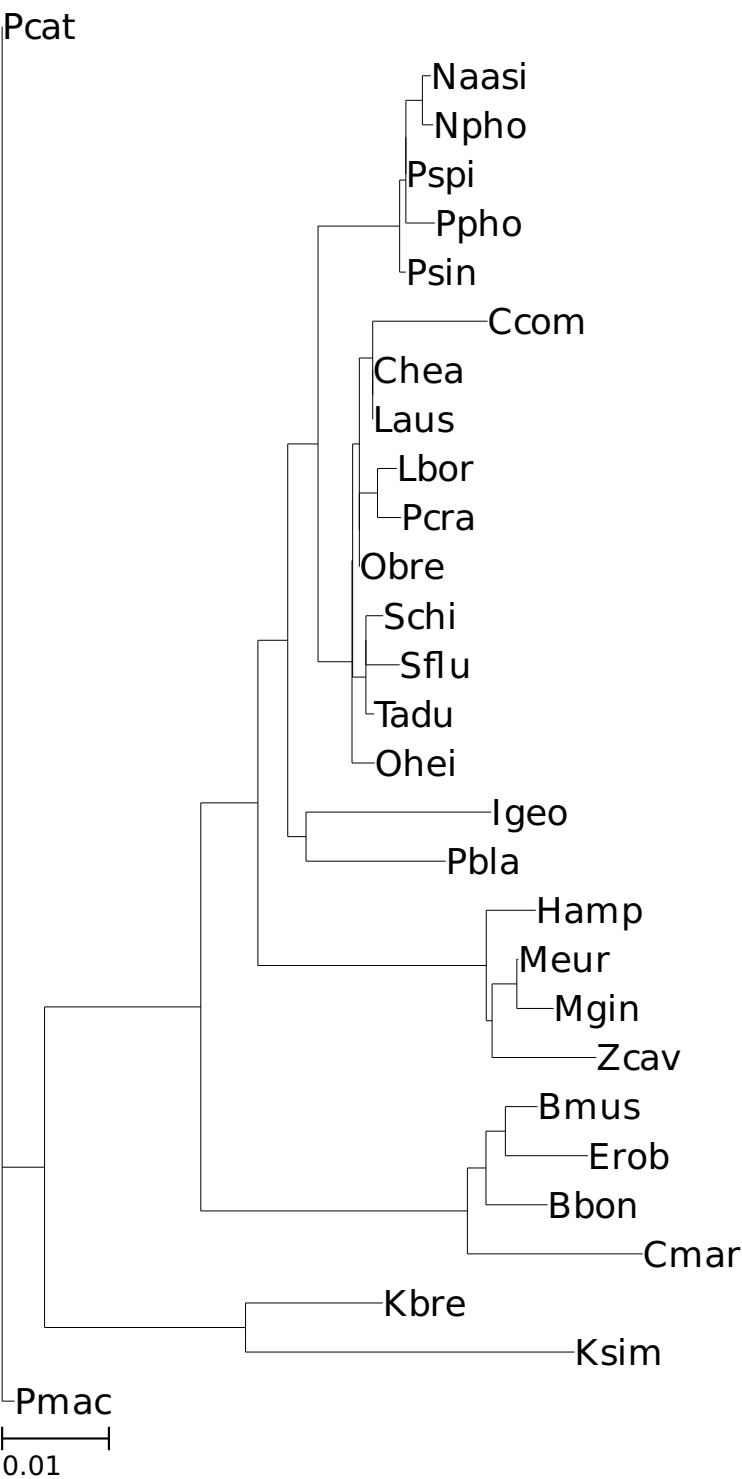 Pcat
Naasi
Npho
Pspi
Ppho
Psin
Ccom
Chea
Laus
Lbor
Pcra
Obre
Schi
Sflu
Tadu
Ohei
Igeo
Pbla
Hamp
Meur
Mgin
Zcav
Bmus
Erob
Bbon
Cmar
Kbre
Ksim
Pmac
0.01